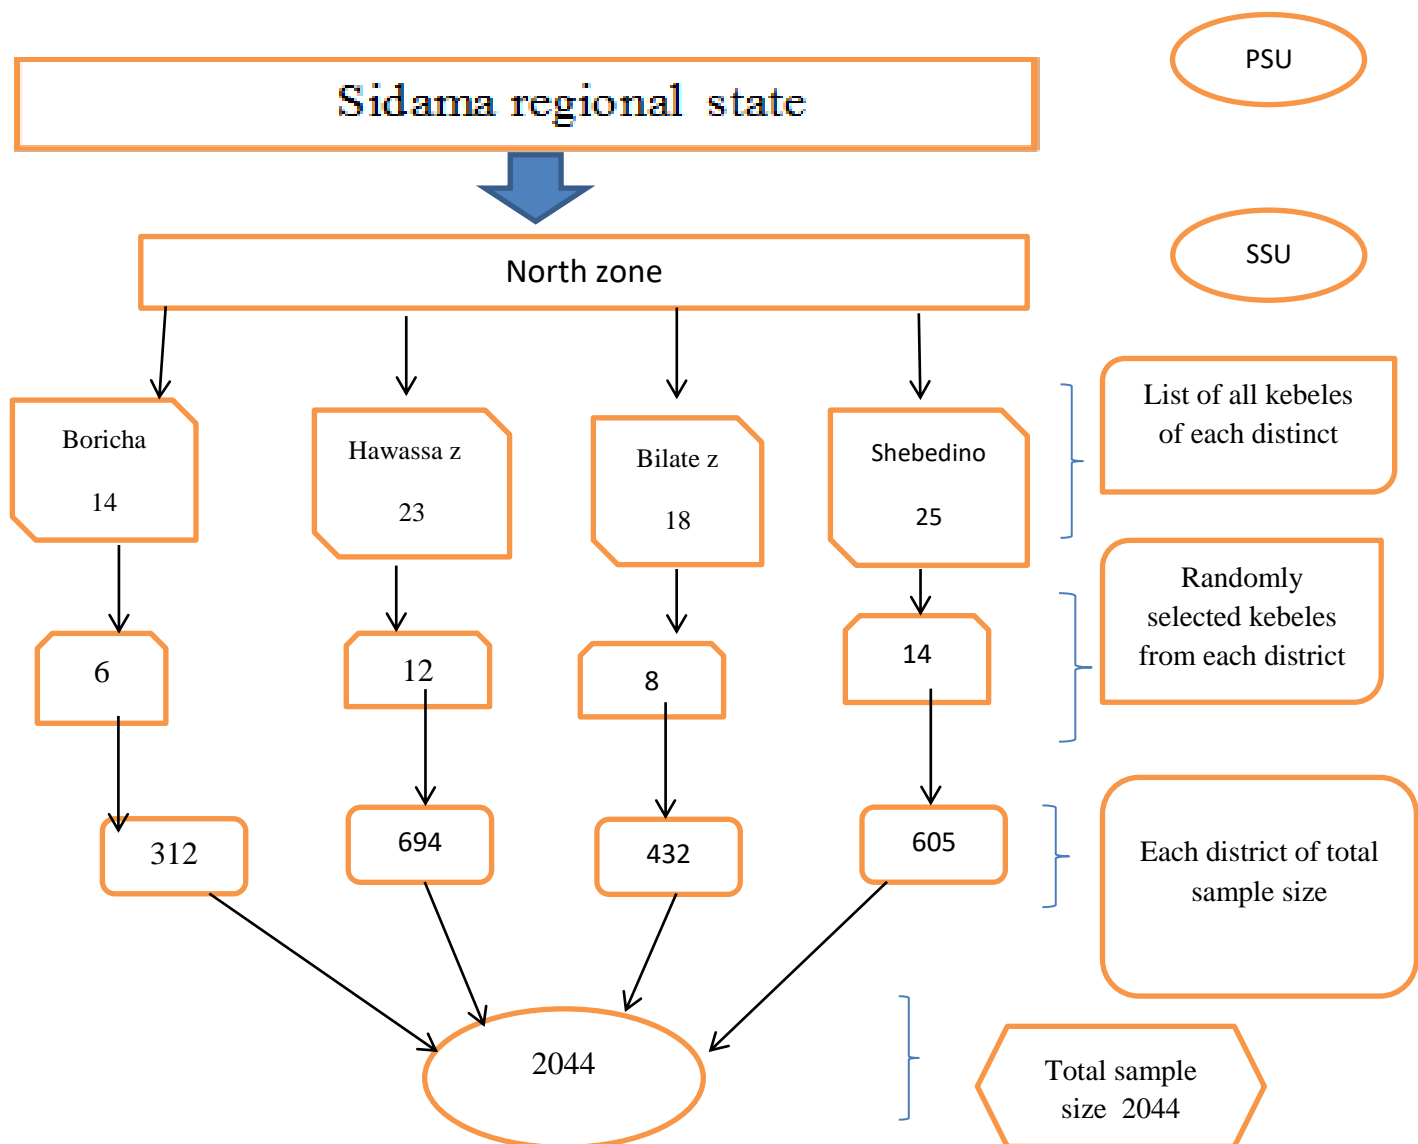 PSU
Sidama regional state
SSU
North zone
List of all kebeles
of each distinct
Boricha
14
Hawassa z
23
Bilate z
18
Shebedino
25
Randomly
selected kebeles
from each district
6
12
8
14
312
694
432
605
Each district of total
sample size
2044
Total sample
size 2044